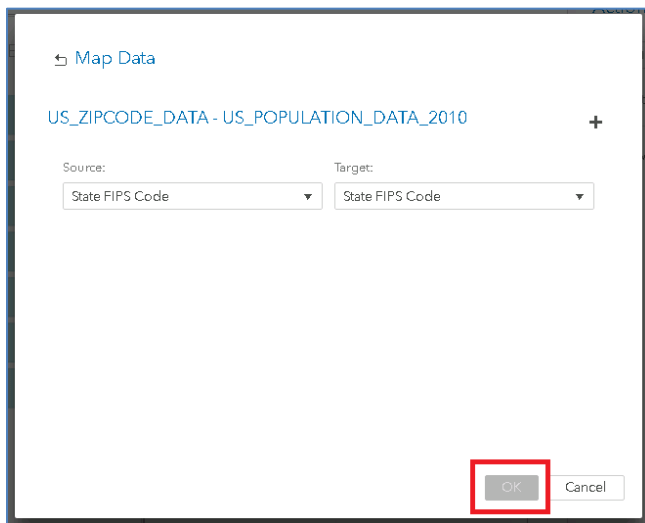 Map Data
US_ZIPCODE_DATA - US_POPULATION_DATA_2010
+
Source: Target:
State FIPS Code State FIPS Code
OK Cancel